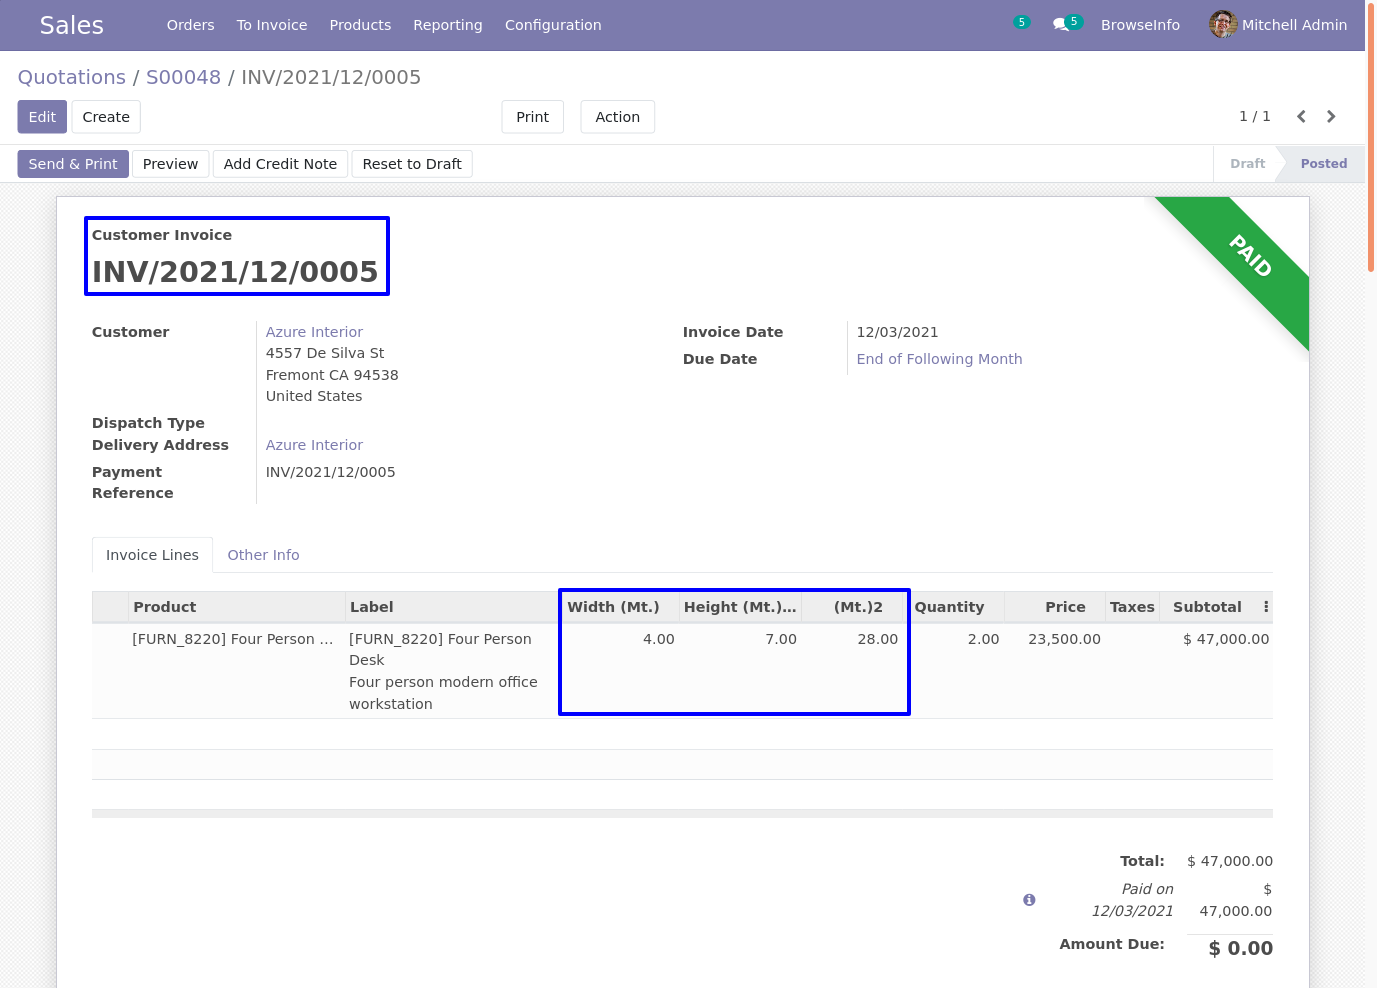 Sales Orders To Invoice Products Reporting Configuration 5 5 BrowseInfo Mitchell Admin
Quotations / S00048 / INV/2021/12/0005
Edit Create Print Action 1 / 1
Send & Print Preview Add Credit Note Reset to Draft Draft Posted
PAID
Customer Invoice
INV/2021/12/0005
Customer Azure Interior Invoice Date 12/03/2021
4557 De Silva St
Due Date End of Following Month
Fremont CA 94538
United States
Dispatch Type
Delivery Address Azure Interior
Payment INV/2021/12/0005
Reference
Invoice Lines Other Info
Product Label Width (Mt.) Height (Mt.)... (Mt.)2 Quantity Price Taxes Subtotal
[FURN_8220] Four Person ... [FURN_8220] Four Person 4.00 7.00 28.00 2.00 23,500.00 $ 47,000.00
Desk
Four person modern office
workstation
Total: $ 47,000.00
Paid on $
12/03/2021 47,000.00
Amount Due: $ 0.00